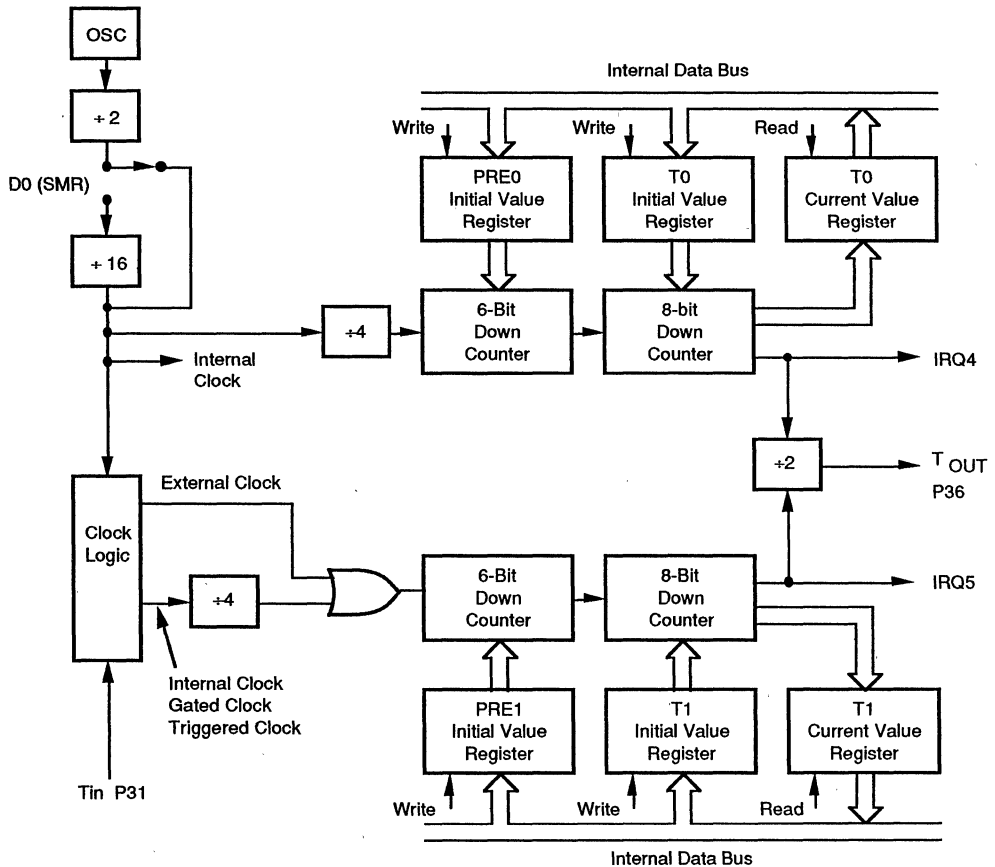 OSC
÷ 2
D0 (SMR)
÷ 16
Internal Data Bus
Write
Write
Read
PRE0
Initial Value
Register
T0
Initial Value
Register
T0
Current Value
Register
÷4
6-Bit
Down
Counter
8-bit
Down
Counter
Internal
Clock
IRQ4
÷2
T OUT
P36
External Clock
Clock
Logic
÷4
6-Bit
Down
Counter
8-Bit
Down
Counter
IRQ5
Internal Clock
Gated Clock
Triggered Clock
PRE1
Initial Value
Register
T1
Initial Value
Register
T1
Current Value
Register
Tin P31
Write
Write
Read
Internal Data Bus